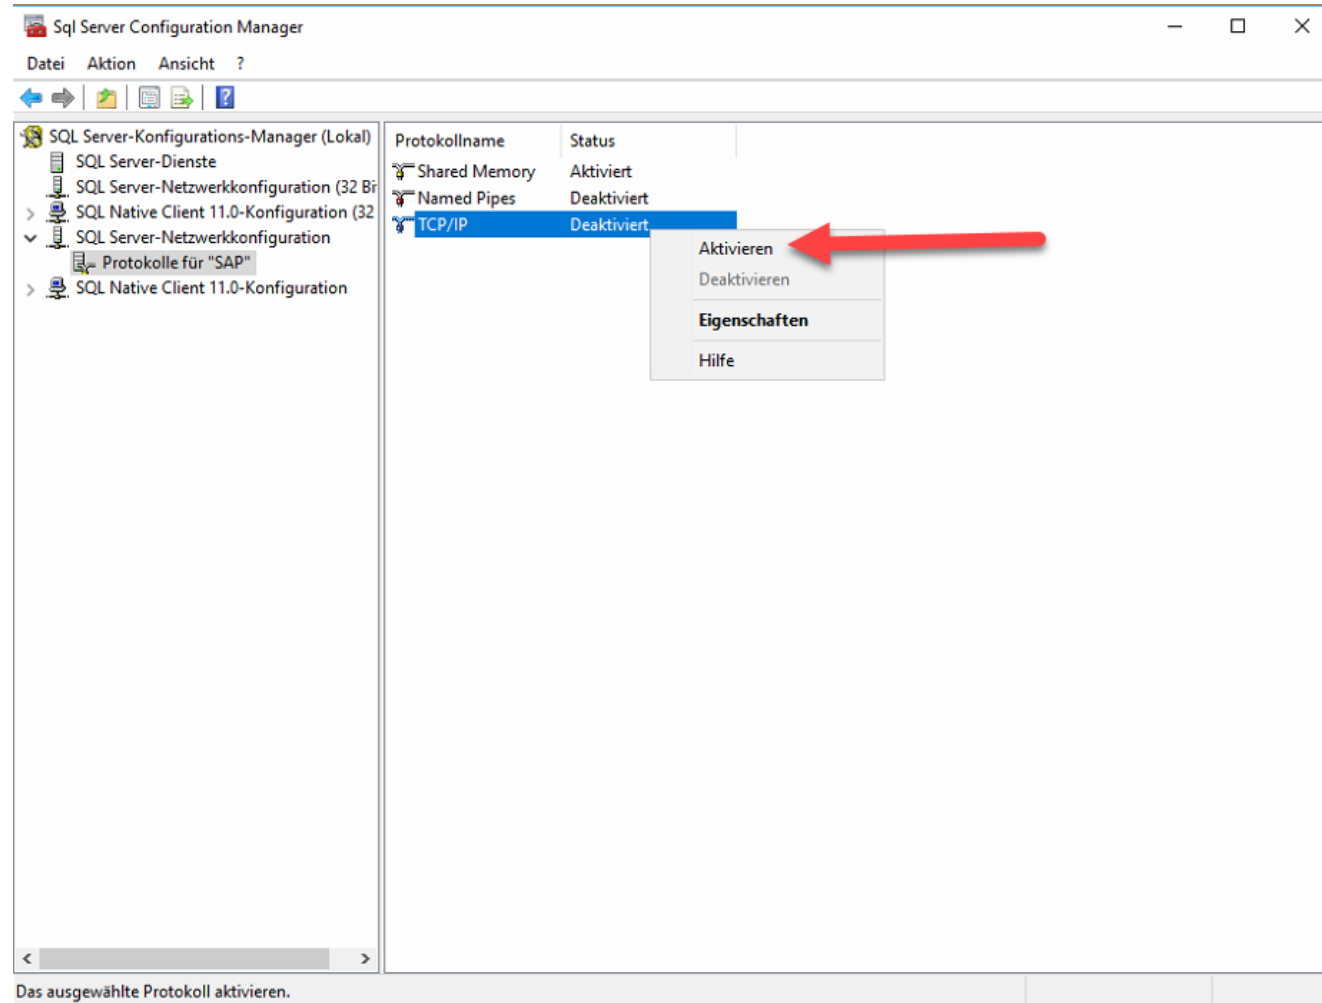 Sql Server Configuration Manager
Datei Aktion Ansicht ?
SQL Server-Konfigurations-Manager (Lokal)
SQL Server-Dienste
SQL Server-Netzwerkkonfiguration (32 Bi
SQL Native Client 11.0-Konfiguration (32
SQL Server-Netzwerkkonfiguration
Protokolle für "SAP"
SQL Native Client 11.0-Konfiguration
Protokollname Status
Shared Memory Aktiviert
Named Pipes Deaktiviert
TCP/IP Deaktiviert
Aktivieren
Deaktivieren
Eigenschaften
Hilfe
Das ausgewählte Protokoll aktivieren.